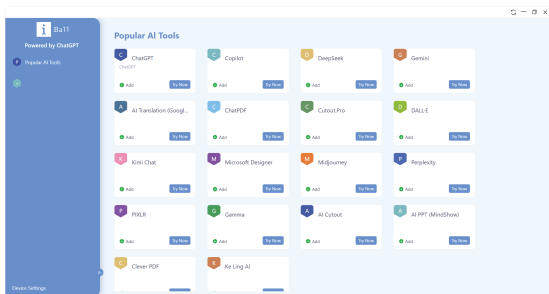 i Ba11
Powered by ChatGPT
P Popular AI Tools
Device Settings
Popular AI Tools
C ChatGPT
ChatGPT
Add Try Now
C Copilot
Add Try Now
D DeepSeek
Add Try Now
G Gemini
Add Try Now
A AI Translation (Googl...
Add Try Now
C ChatPDF
Add Try Now
C Cutout.Pro
Add Try Now
D DALL·E
Add Try Now
K Kimi Chat
Add Try Now
M Microsoft Designer
Add Try Now
M Midjourney
Add Try Now
P Perplexity
Add Try Now
P PIXLR
Add Try Now
G Gamma
Add Try Now
A AI Cutout
Add Try Now
A AI PPT (MindShow)
Add Try Now
C Clever PDF
K Ke Ling AI